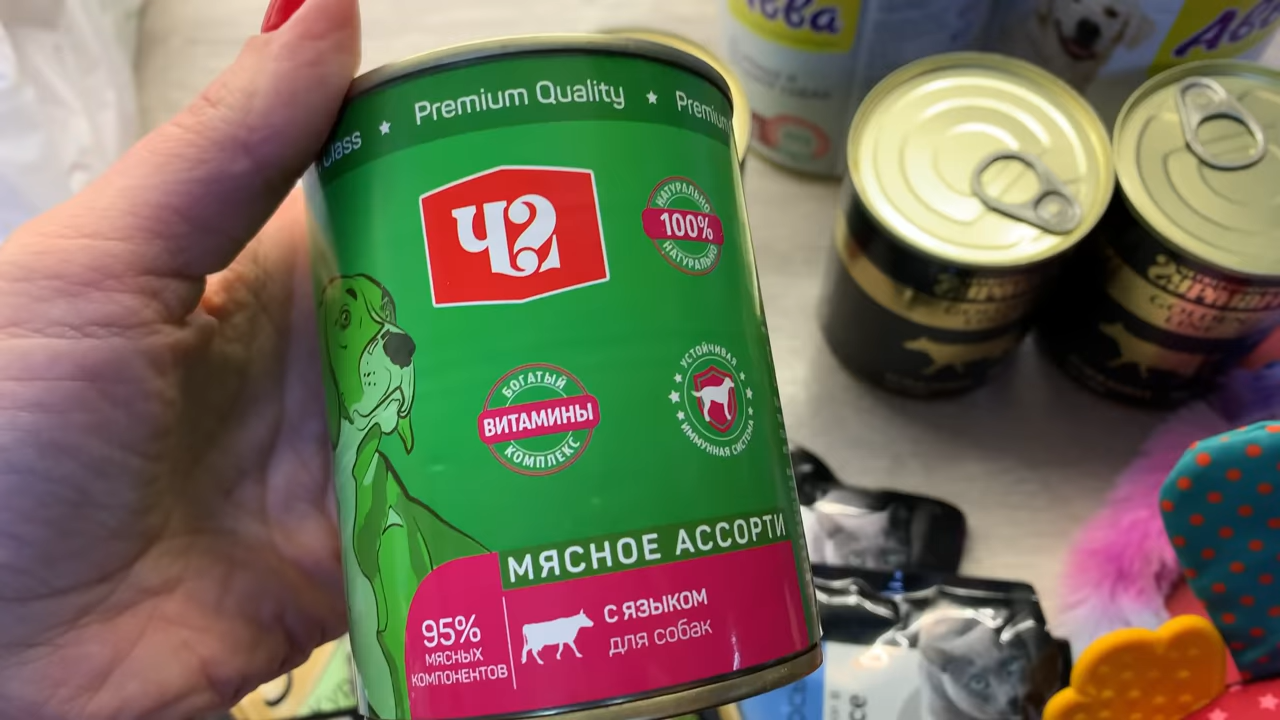 Class ★ Premium Quality ★ Premium
Ч2
НАТУРАЛЬНО
100%
НАТУРАЛЬНО
БОГАТЫЙ
ВИТАМИНЫ
КОМПЛЕКС
УСТОЙЧИВАЯ
ИММУННАЯ СИСТЕМА
МЯСНОЕ АССОРТИ
95%
МЯСНЫХ
КОМПОНЕНТОВ
С ЯЗЫКОМ
для собак